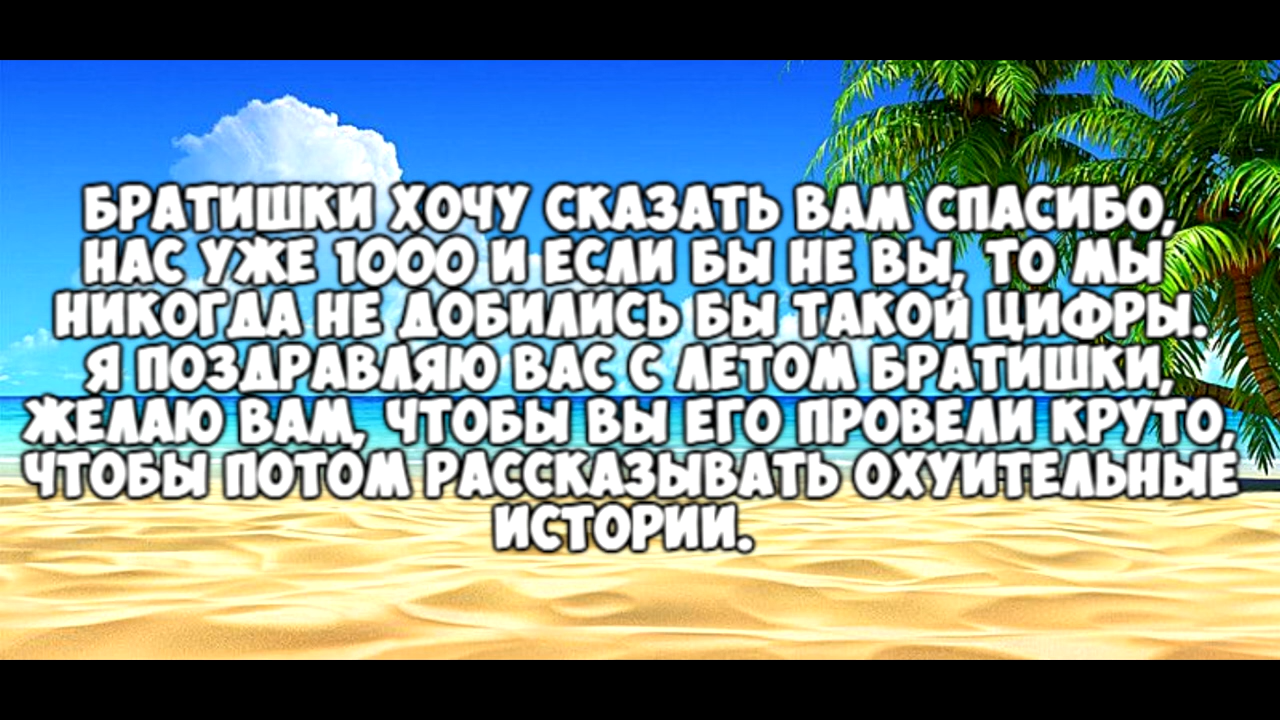 БРАТИШКИ ХОЧУ СКАЗАТЬ ВАМ СПАСИБО,
НАС УЖЕ 1000 И ЕСЛИ БЫ НЕ ВЫ, ТО МЫ
НИКОГДА НЕ ДОБИЛИСЬ БЫ ТАКОЙ ЦИФРЫ.
Я ПОЗДРАВЛЯЮ ВАС С ЛЕТОМ БРАТИШКИ,
ЖЕЛАЮ ВАМ, ЧТОБЫ ВЫ ЕГО ПРОВЕЛИ КРУТО,
ЧТОБЫ ПОТОМ РАССКАЗЫВАТЬ ОХУИТЕЛЬНЫЕ
ИСТОРИИ.